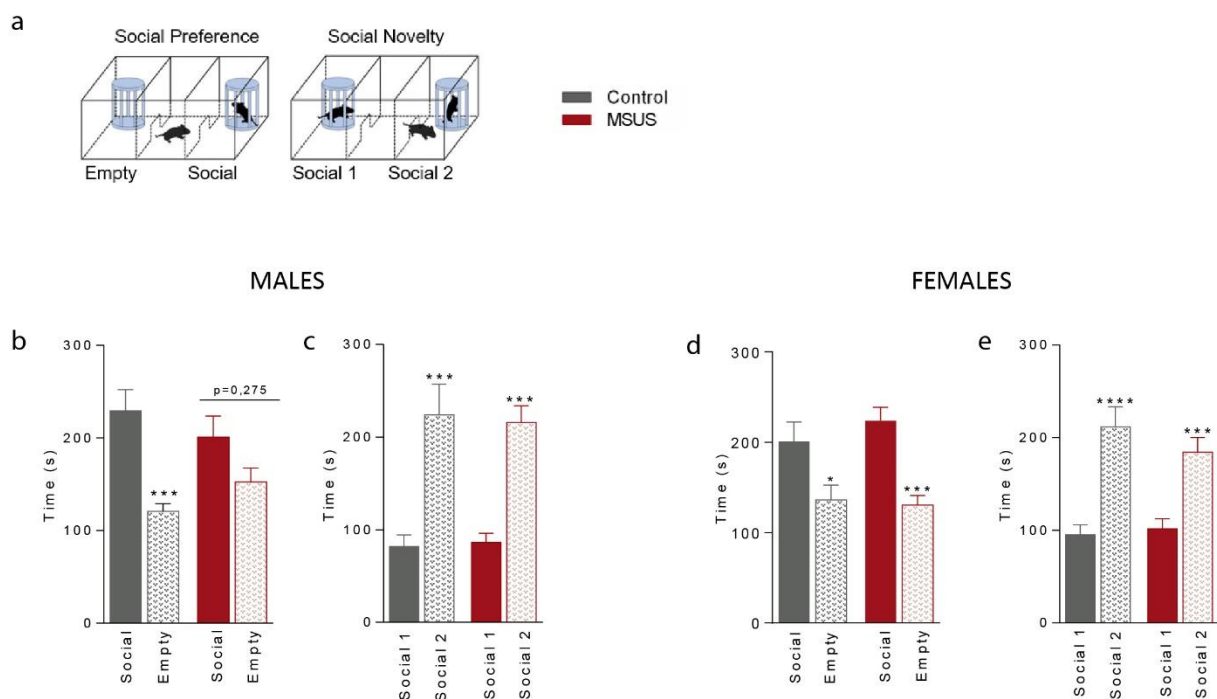 a
Social Preference
Social Novelty
Empty
Social
Social 1
Social 2
Control
MSUS
MALES
FEMALES
b
300
200
100
0
Time (s)
***
p=0,275
Social
Empty
Social
Empty
c
300
200
100
0
Time (s)
***
***
Social 1
Social 2
Social 1
Social 2
d
300
200
100
0
Time (s)
*
***
Social
Empty
Social
Empty
e
300
200
100
0
Time (s)
****
***
Social 1
Social 2
Social 1
Social 2